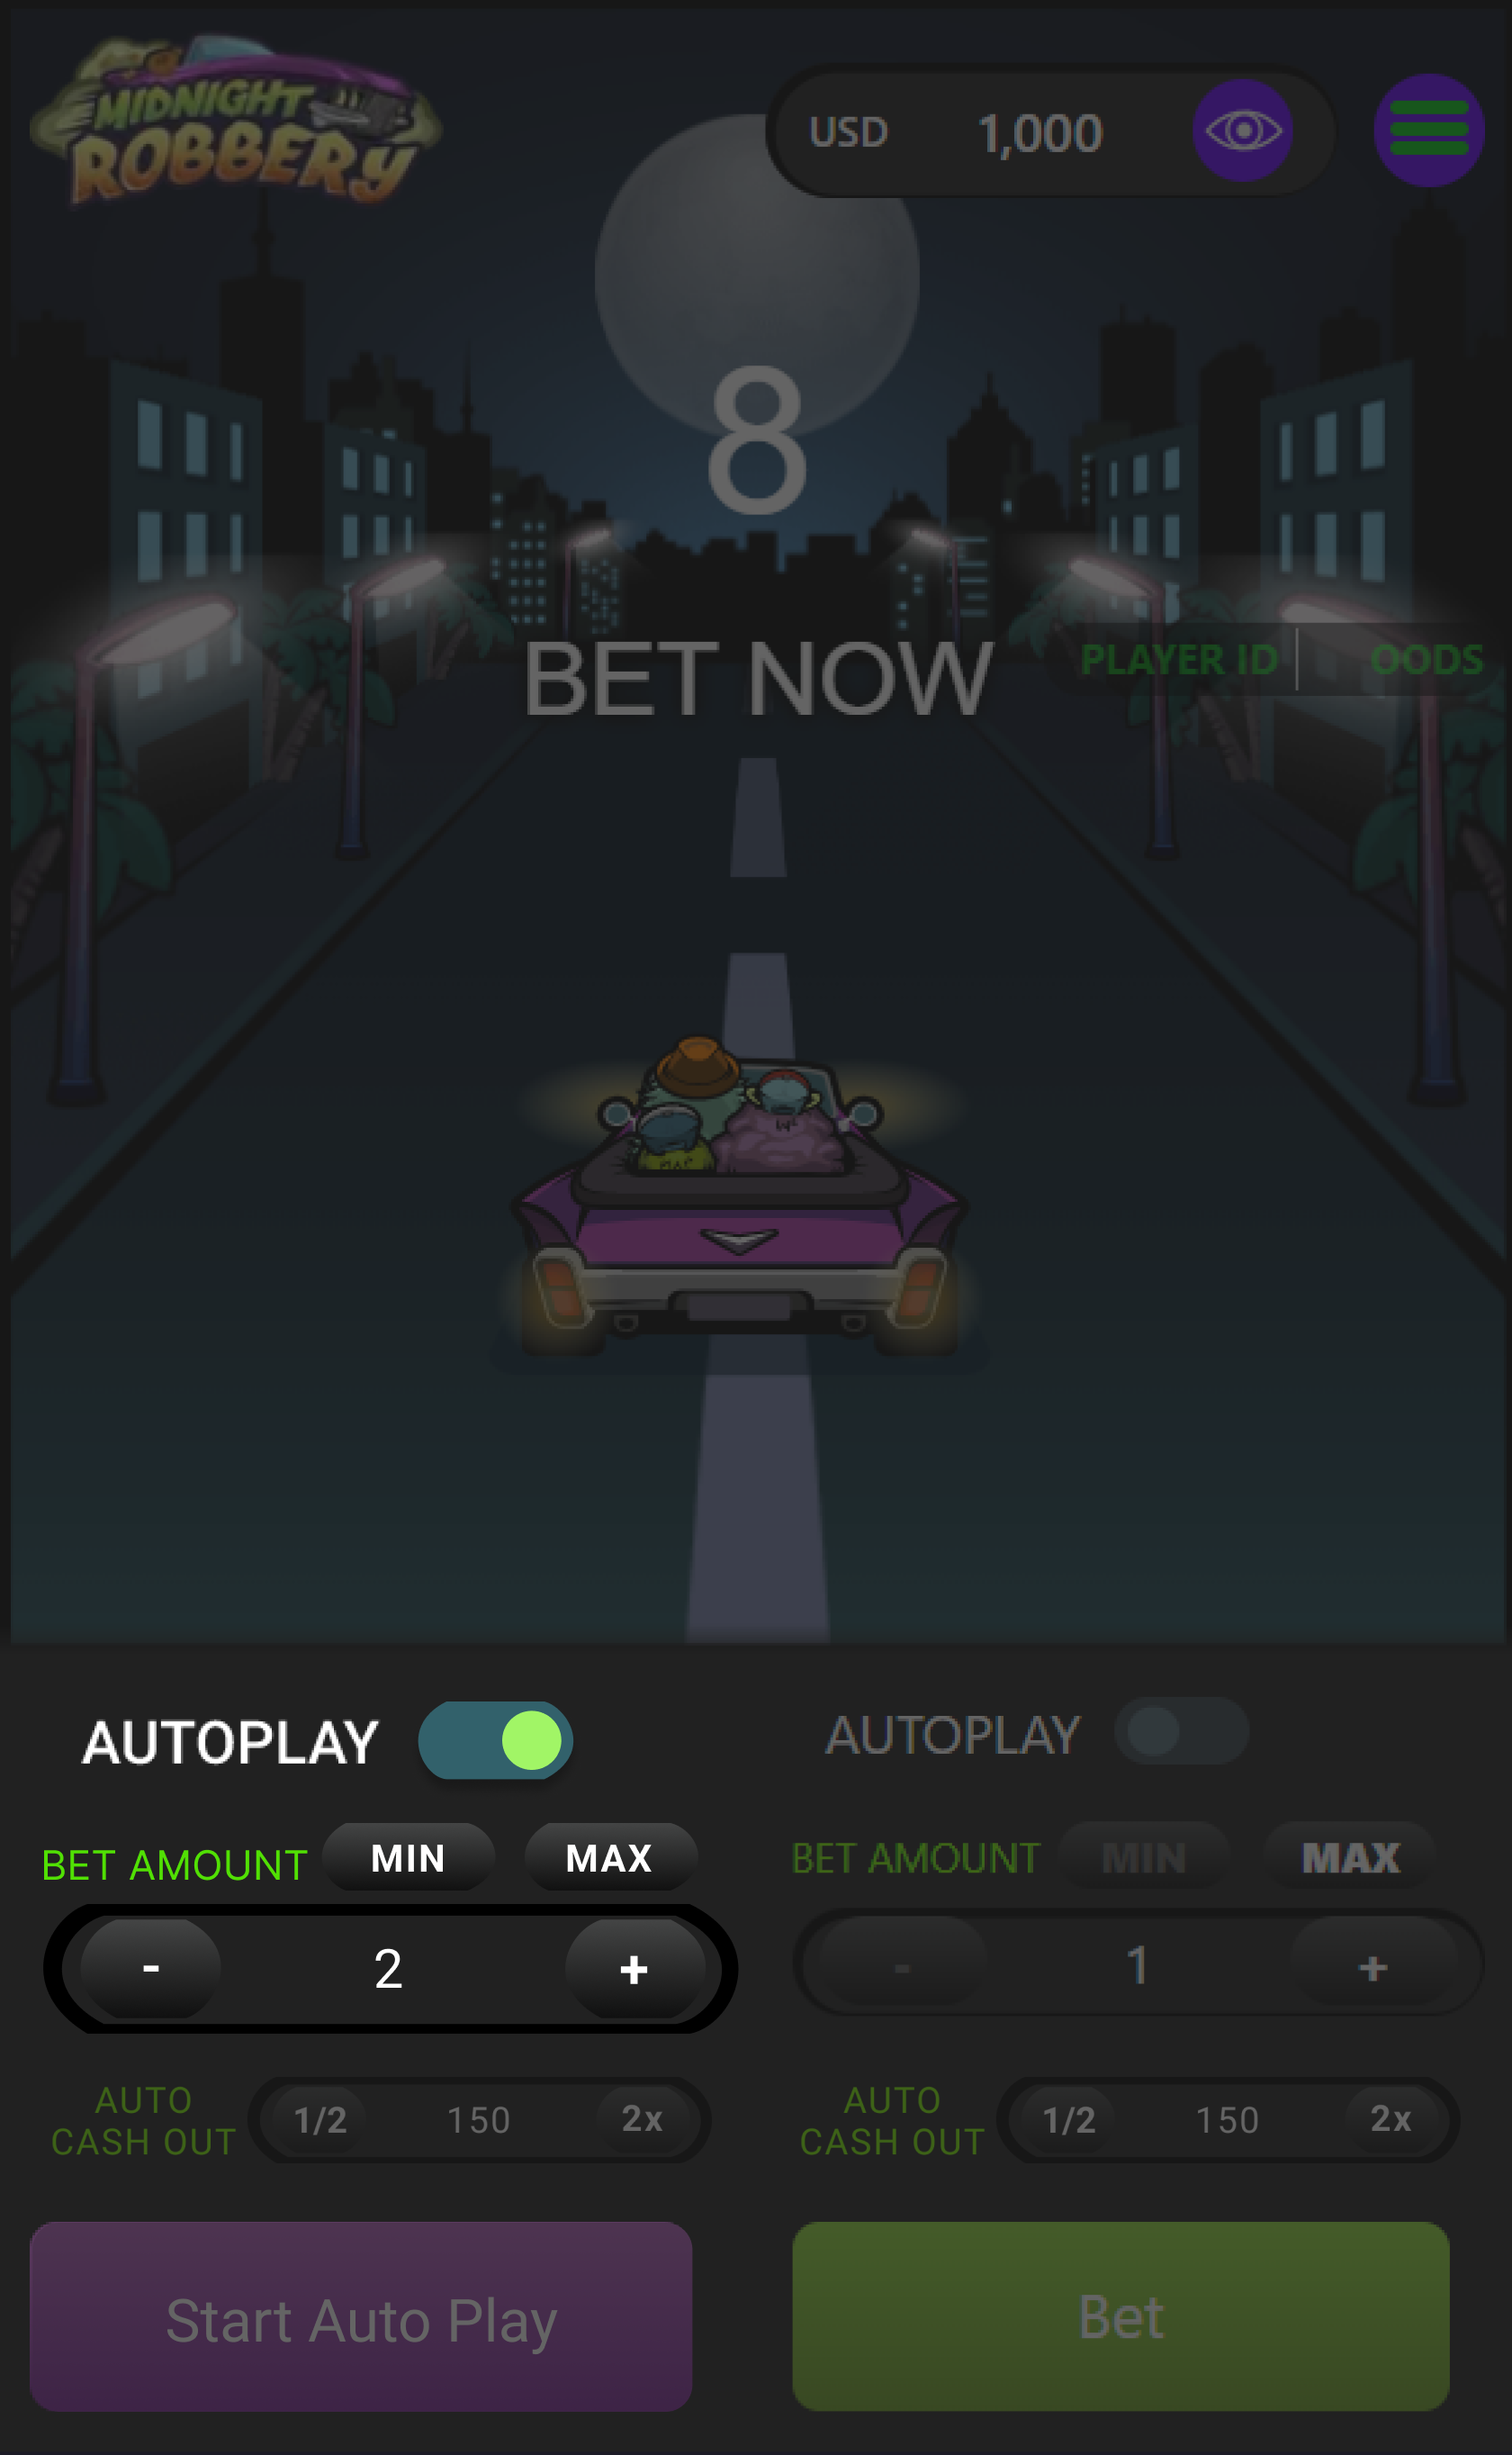 MIDNIGHT
ROBBERY
USD 1,000
8
BET NOW
PLAYER ID OODS
AUTOPLAY
AUTOPLAY
BET AMOUNT MIN MAX
BET AMOUNT MIN MAX
- 2 +
- 1 +
AUTO
CASH OUT
1/2 150 2x
AUTO
CASH OUT
1/2 150 2x
Start Auto Play
Bet